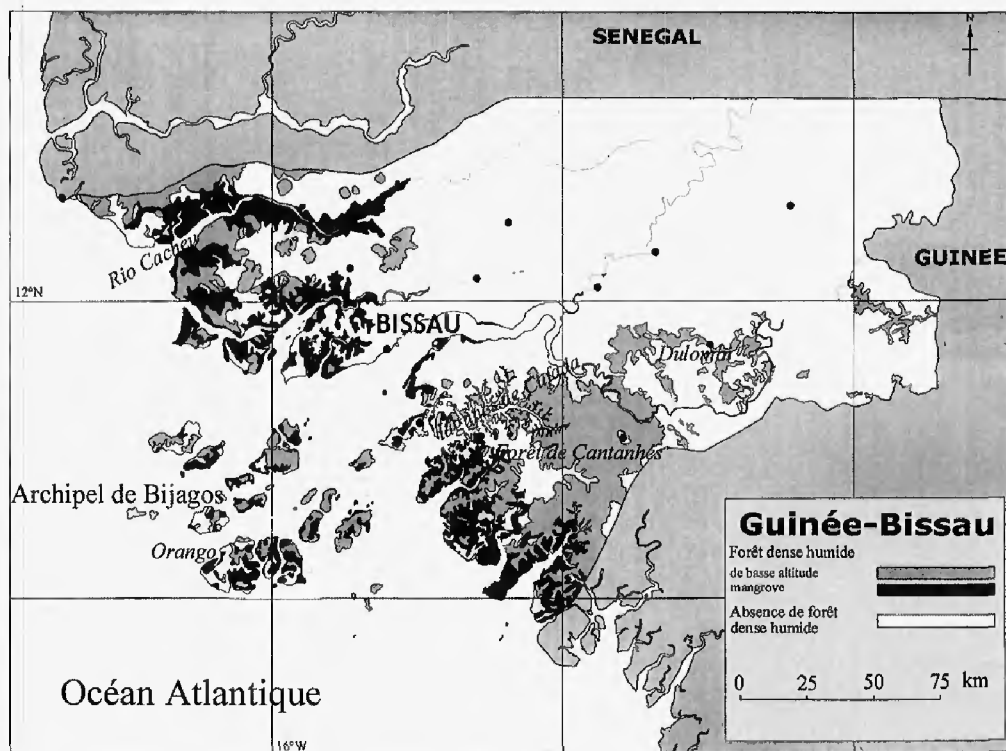 N
SENEGAL
GUINEE
Rio Cacheu
12°N
BISSAU
Dulombi
Forêt de Cantanhés
Archipel de Bijagos
Orango
Océan Atlantique
16°W
Guinée-Bissau
Forêt dense humide
de basse altitude
mangrove
Absence de forêt
dense humide
0 25 50 75 km